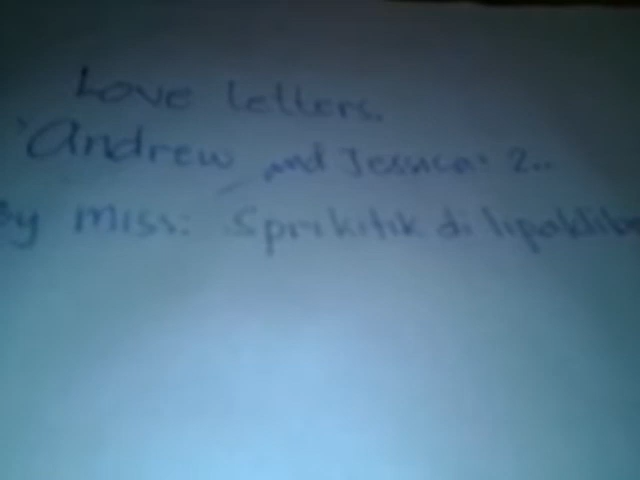 Love letters.
'Andrew and Jessica' 2..
By Miss: Sprikitik di